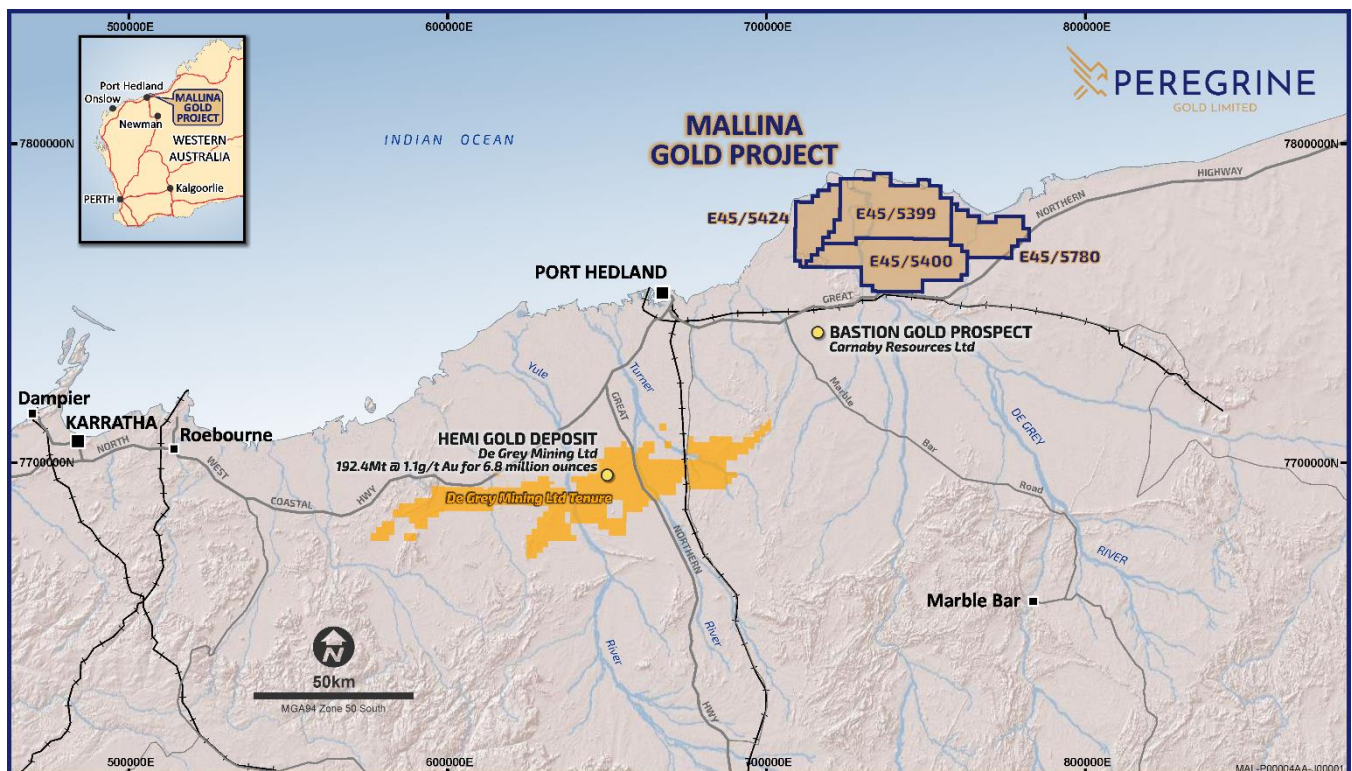 500000E
600000E
700000E
800000E
Port Hedland
Onslow
MALLINA
GOLD
PROJECT
Newman
WESTERN
AUSTRALIA
PERTH
Kalgoorlie
PEREGRINE
GOLD LIMITED
7800000N
INDIAN OCEAN
MALLINA
GOLD PROJECT
7800000N
HIGHWAY
NORTHERN
E45/5424
E45/5399
E45/5400
E45/5780
PORT HEDLAND
GREAT
BASTION GOLD PROSPECT
Carnaby Resources Ltd
Yule
Turner
Marble
Dampier
KARRATHA
NORTH
Roebourne
GREAT
DE GREY
HEMI GOLD DEPOSIT
De Grey Mining Ltd
192.4Mt @ 1.1g/t Au for 6.8 million ounces
Bar
7700000N
WEST
7700000N
COASTAL
HWY
De Grey Mining Ltd Tenure
Road
NORTHERN
RIVER
Marble Bar
River
River
N
50km
MGA94 Zone 50 South
HWY
500000E
600000E
700000E
800000E
MAL-P00004AA-J00001